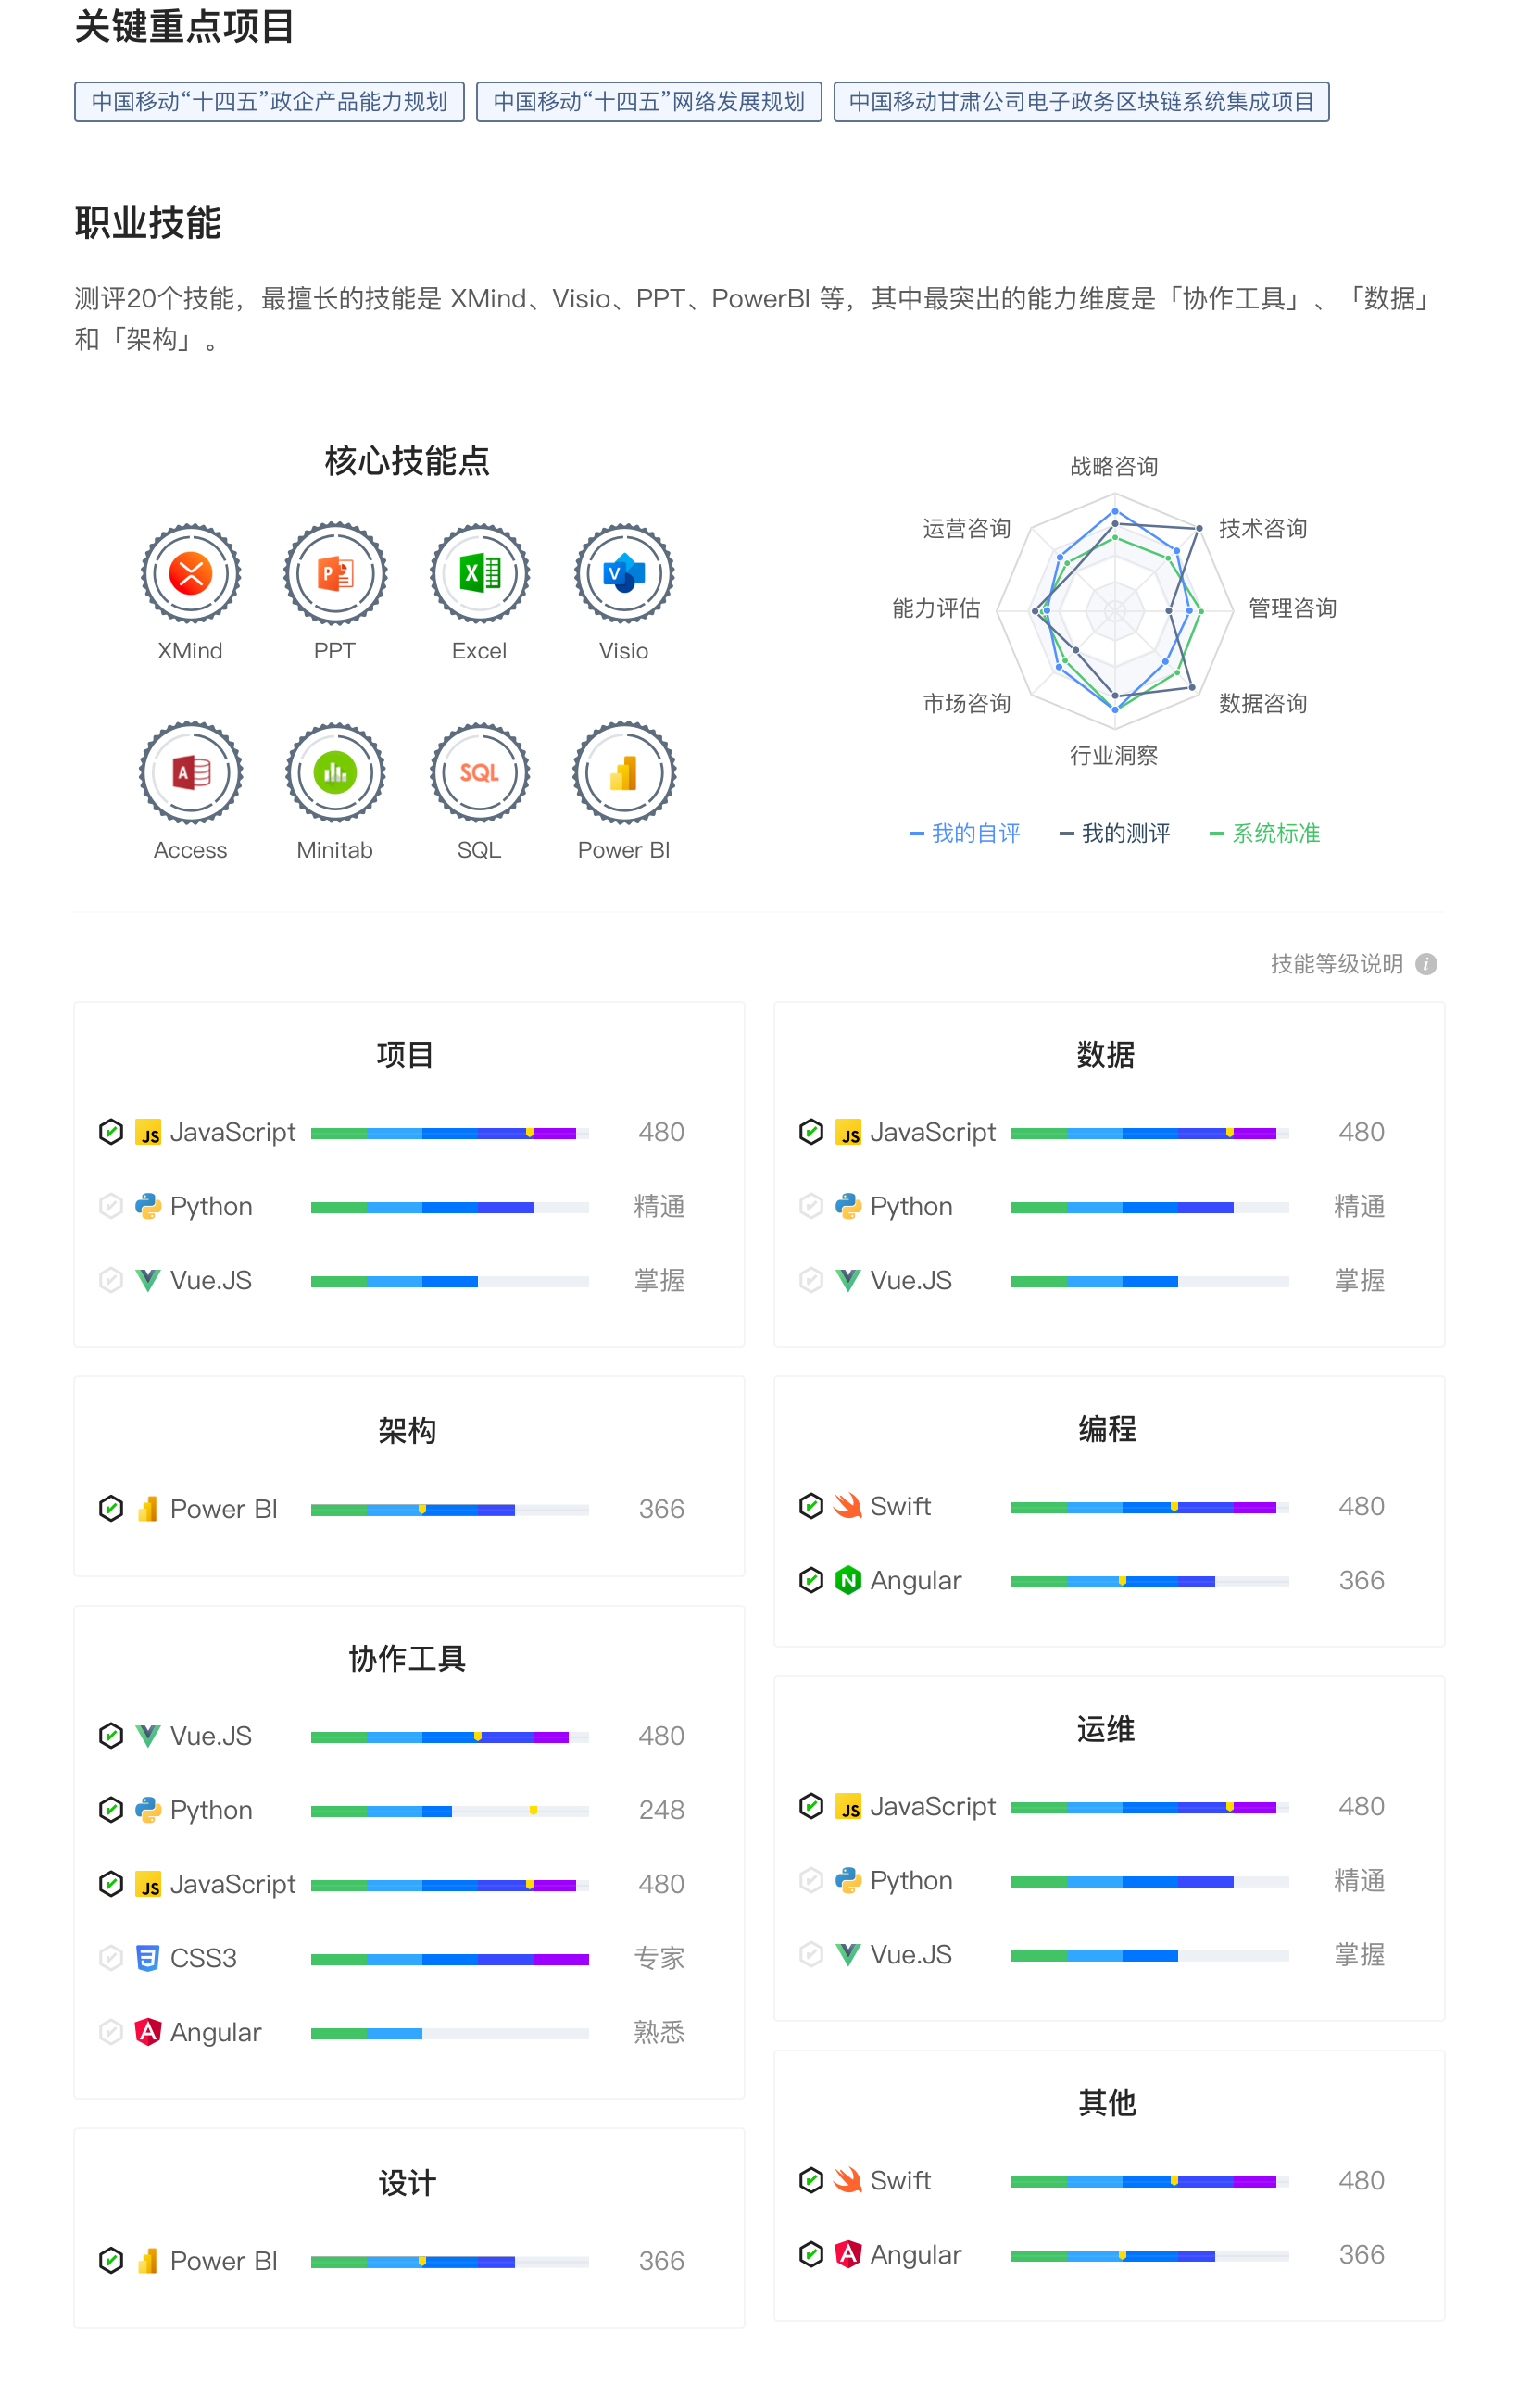 关键重点项目
中国移动“十四五”政企产品能力规划
中国移动“十四五”网络发展规划
中国移动甘肃公司电子政务区块链系统集成项目
职业技能
测评20个技能，最擅长的技能是 XMind、Visio、PPT、PowerBI 等，其中最突出的能力维度是「协作工具」、「数据」
和「架构」。
核心技能点
P
X
V
XMind
PPT
Excel
Visio
A
SQL
Access
Minitab
SQL
Power BI
战略咨询
运营咨询
技术咨询
能力评估
管理咨询
市场咨询
数据咨询
行业洞察
我的自评
我的测评
系统标准
技能等级说明 i
项目
JS JavaScript 480
Python 精通
Vue.JS 掌握
数据
JS JavaScript 480
Python 精通
Vue.JS 掌握
架构
Power BI 366
编程
Swift 480
N Angular 366
协作工具
Vue.JS 480
Python 248
JS JavaScript 480
3 CSS3 专家
A Angular 熟悉
运维
JS JavaScript 480
Python 精通
Vue.JS 掌握
设计
Power BI 366
其他
Swift 480
A Angular 366